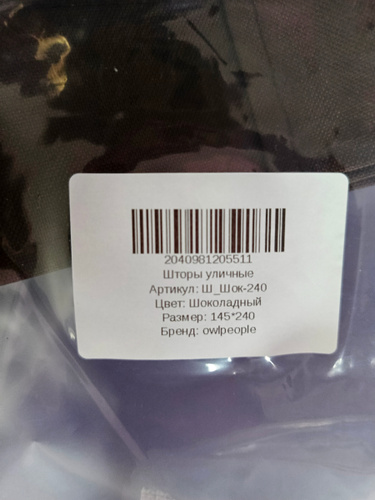 2040981205511
Шторы уличные
Артикул: Ш_Шок-240
Цвет: Шоколадный
Размер: 145*240
Бренд: owlpeople